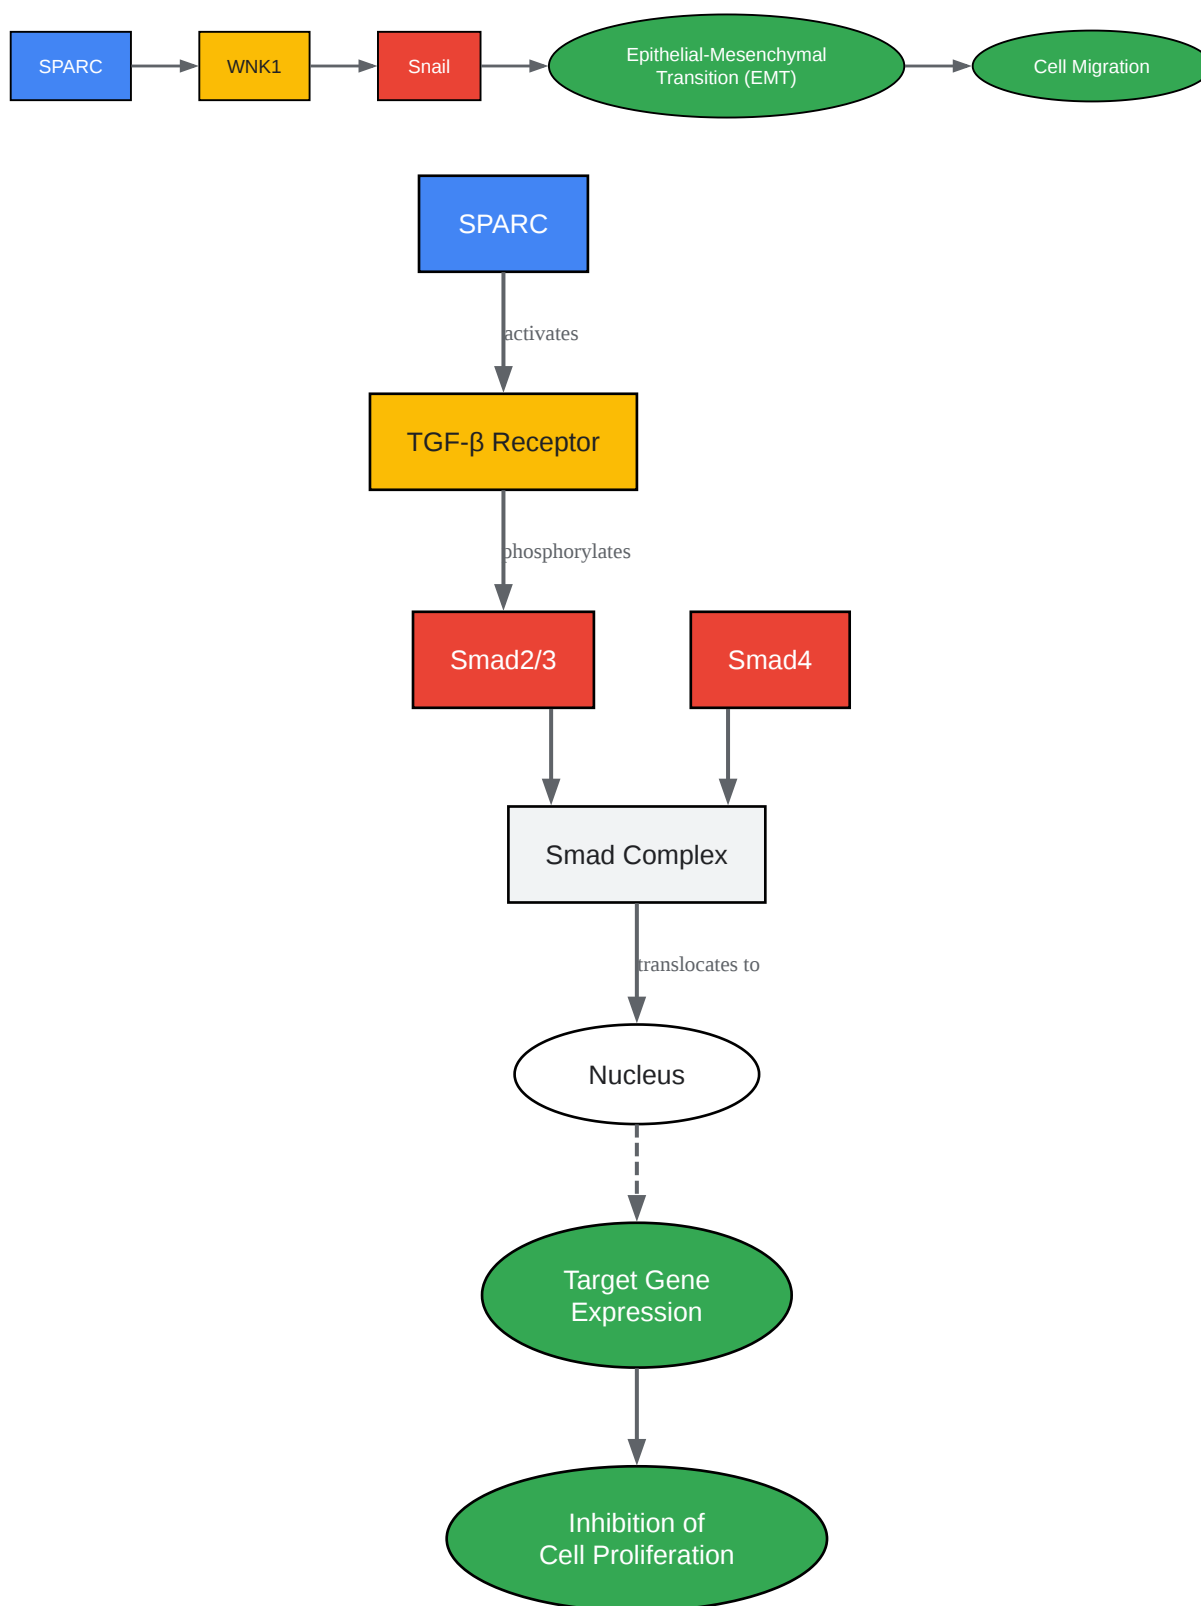 SPARC
WNK1
Snail
Epithelial-Mesenchymal
Transition (EMT)
Cell Migration
SPARC
activates
TGF-β Receptor
phosphorylates
Smad2/3
Smad4
Smad Complex
translocates to
Nucleus
Target Gene
Expression
Inhibition of
Cell Proliferation